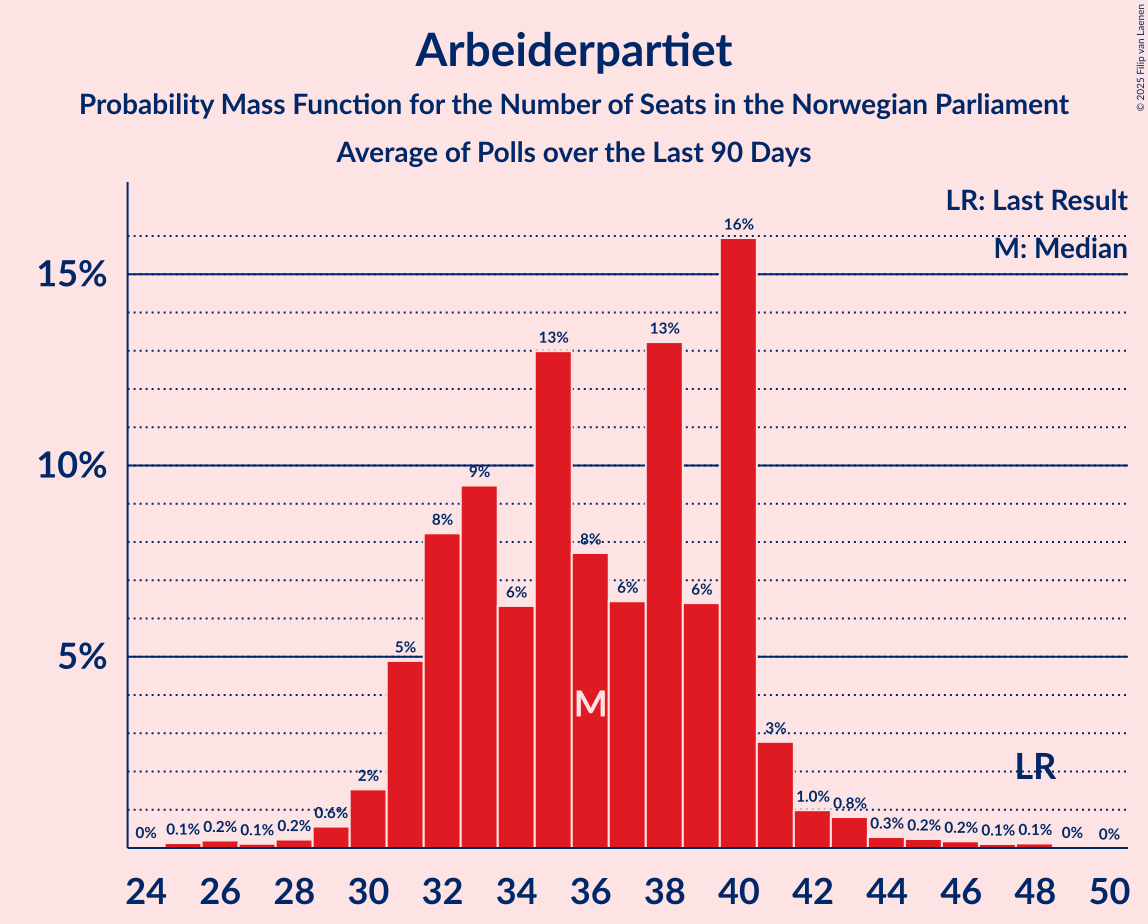 Arbeiderpartiet
Probability Mass Function for the Number of Seats in the Norwegian Parliament
Average of Polls over the Last 90 Days
© 2025 Filip van Laenen
LR: Last Result
M: Median
15%
10%
5%
0% 0.1% 0.2% 0.1% 0.2% 0.6% 2% 5% 8% 9% 6% 13% 8% 6% 13% 6% 16% 3% 1.0% 0.8% 0.3% 0.2% 0.2% 0.1% 0.1% 0% 0%
M
LR
24 26 28 30 32 34 36 38 40 42 44 46 48 50